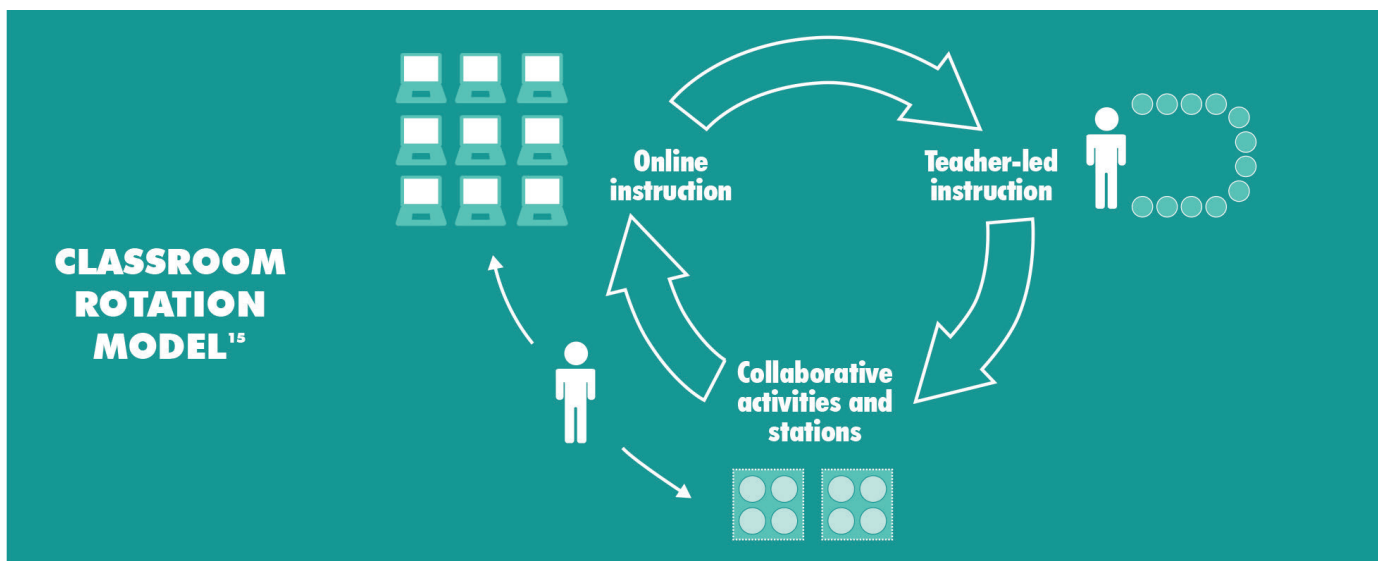 CLASSROOM
ROTATION
MODEL¹⁵
Online
instruction
Teacher-led
instruction
Collaborative
activities and
stations